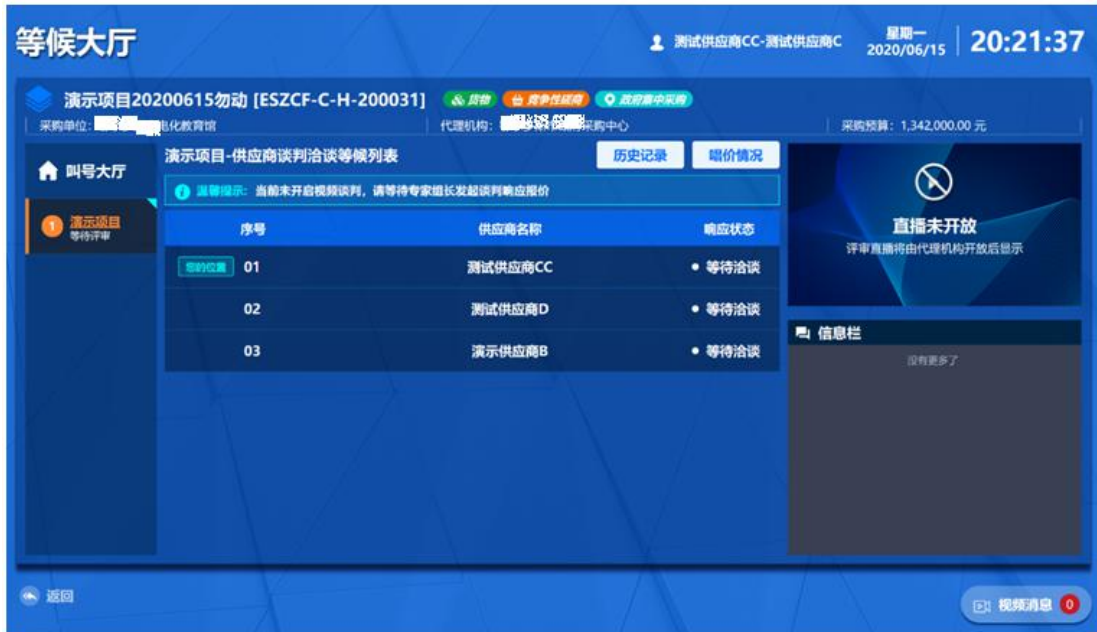 等候大厅
测试供应商CC-测试供应商C
星期一
2020/06/15
20:21:37
演示项目20200615勿动 [ESZCF-C-H-200031]
货物
竞争性磋商
政府集中采购
采购单位:
电化教育馆
代理机构:
采购中心
采购预算: 1,342,000.00 元
叫号大厅
1
演示项目
等待评审
演示项目-供应商谈判洽谈等候列表
历史记录
唱价情况
温馨提示: 当前未开启视频谈判, 请等待专家组长发起谈判响应报价
序号 供应商名称 响应状态
您的位置 01 测试供应商CC 等待洽谈
02 测试供应商D 等待洽谈
03 演示供应商B 等待洽谈
直播未开放
评审直播将由代理机构开放后显示
信息栏
没有更多了
返回
视频消息 0